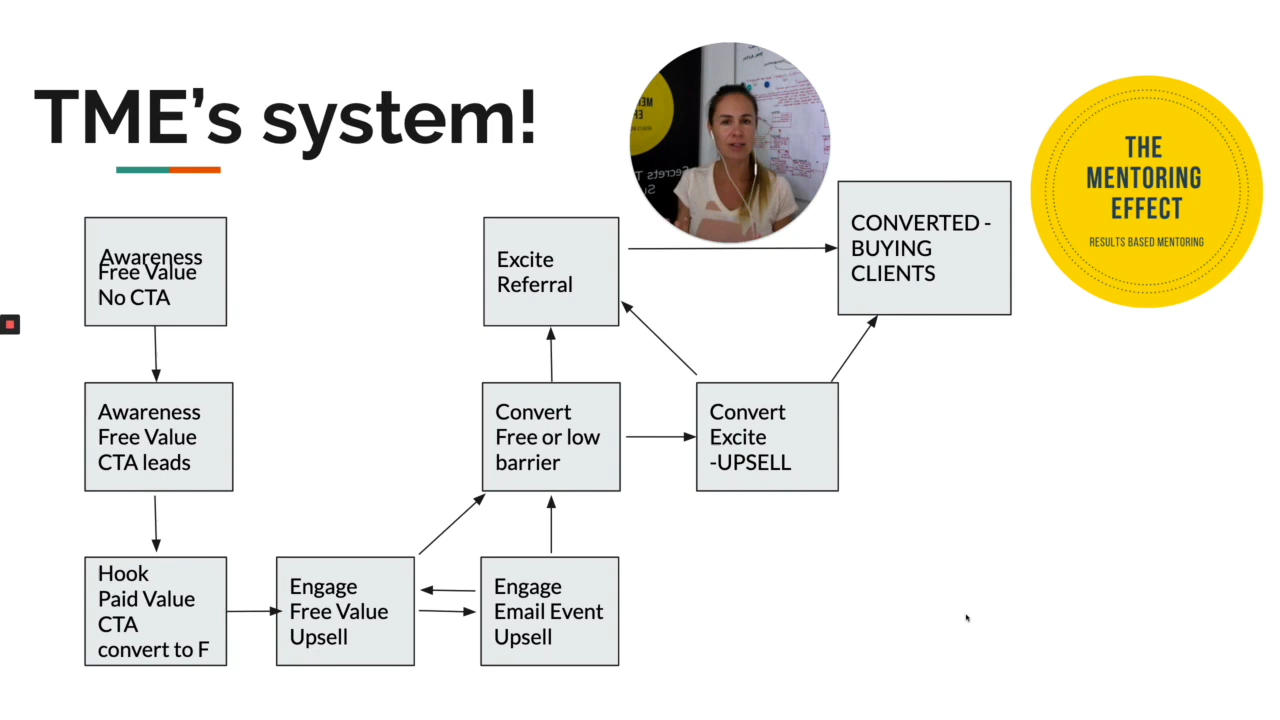 TME's system!
Awareness
Free Value
No CTA
Awareness
Free Value
CTA leads
Hook
Paid Value
CTA
convert to F
Engage
Free Value
Upsell
Engage
Email Event
Upsell
Convert
Free or low
barrier
Excite
Referral
Convert
Excite
-UPSELL
CONVERTED -
BUYING
CLIENTS
THE
MENTORING
EFFECT
RESULTS BASED MENTORING